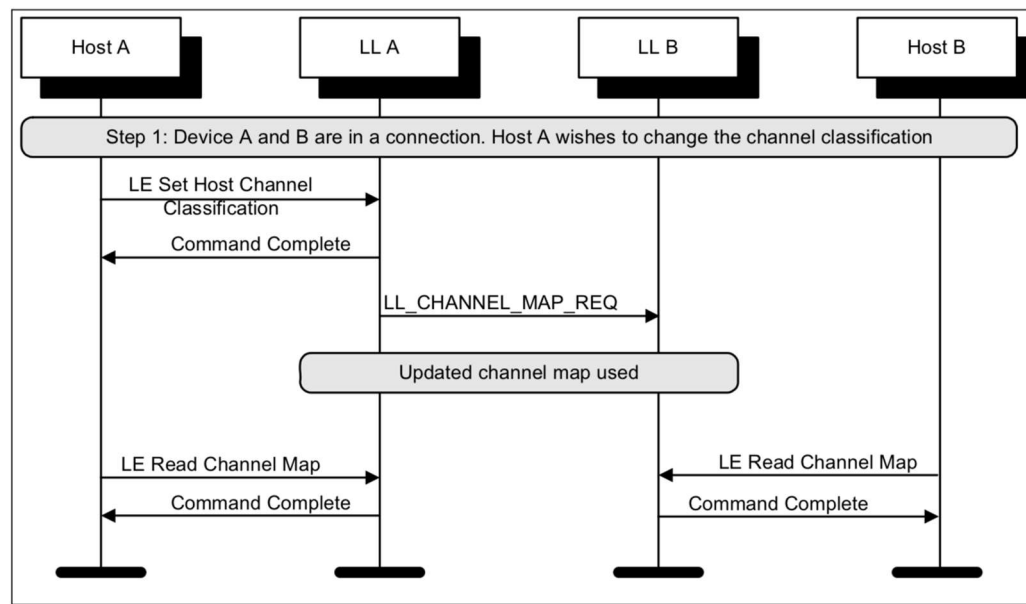 Host A
LL A
LL B
Host B
Step 1: Device A and B are in a connection. Host A wishes to change the channel classification
LE Set Host Channel
Classification
Command Complete
LL_CHANNEL_MAP_REQ
Updated channel map used
LE Read Channel Map
LE Read Channel Map
Command Complete
Command Complete